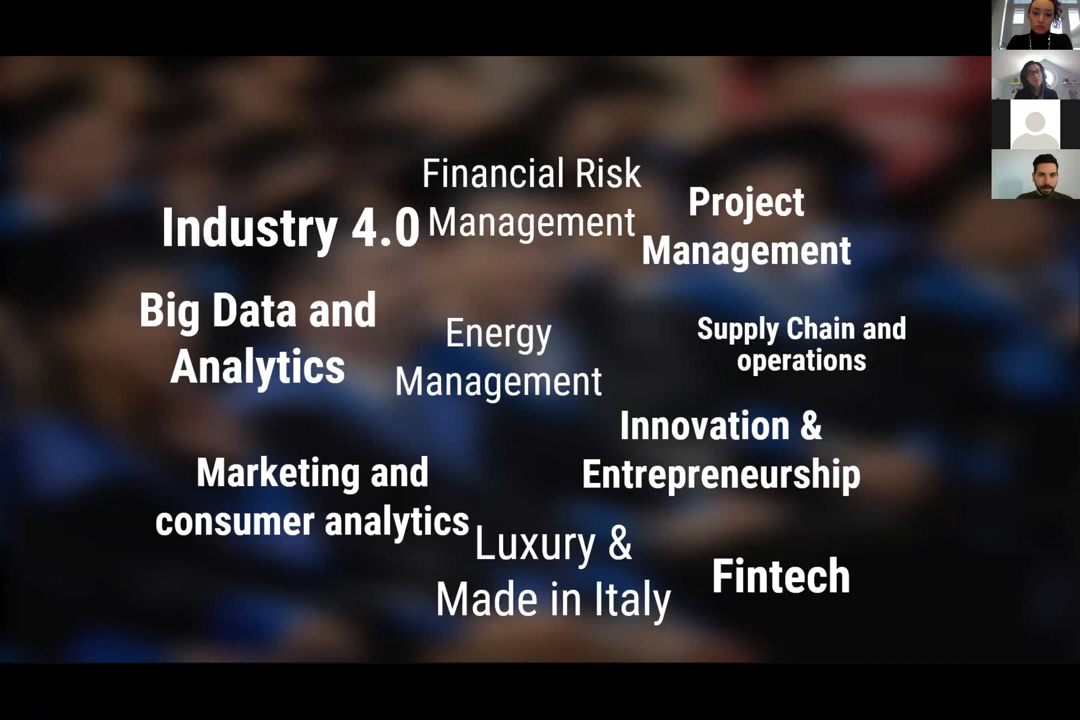 Financial Risk
Management
Industry 4.0
Project
Management
Big Data and
Analytics
Energy
Management
Supply Chain and
operations
Innovation &
Entrepreneurship
Marketing and
consumer analytics
Luxury &
Made in Italy
Fintech